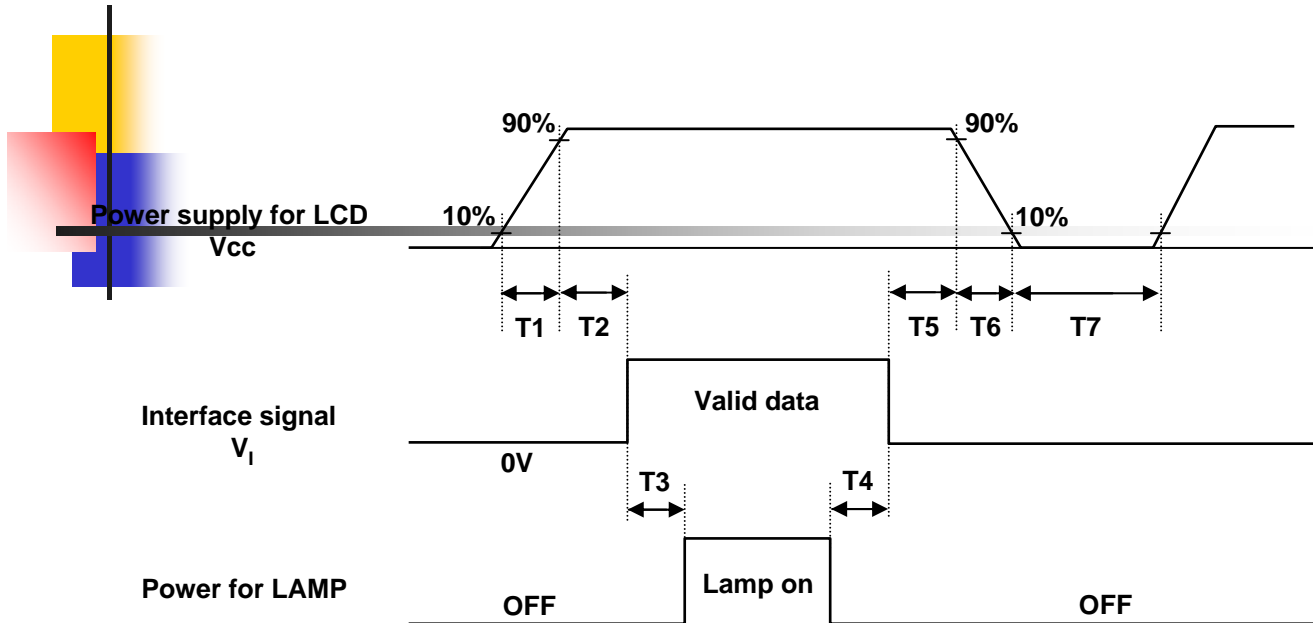 90%
90%
Power supply for LCD
10%
10%
Vcc
T1
T2
T5
T6
T7
Valid data
Interface signal
VI
0V
T3
T4
Power for LAMP
OFF
Lamp on
OFF